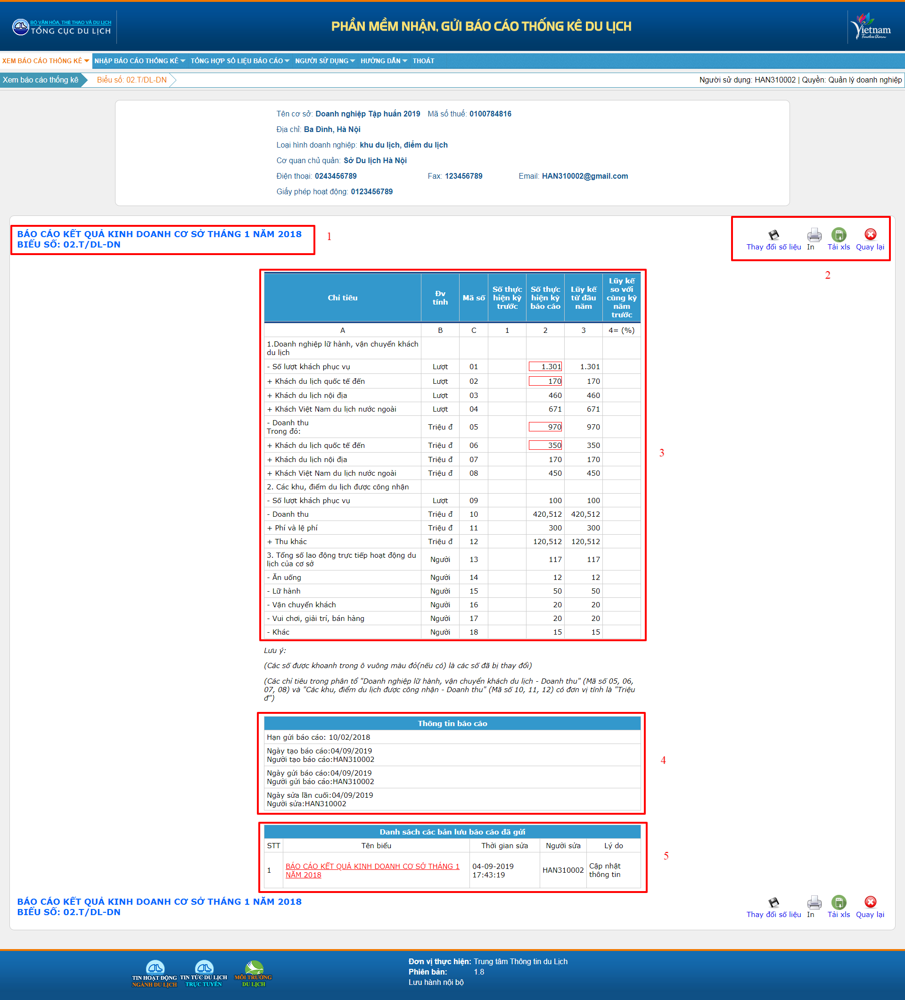 BỘ VĂN HÓA, THỂ THAO VÀ DU LỊCH
TỔNG CỤC DU LỊCH
PHẦN MỀM NHẬN, GỬI BÁO CÁO THỐNG KÊ DU LỊCH
Vietnam
Timeless Charm
XEM BÁO CÁO THỐNG KÊ NHẬP BÁO CÁO THỐNG KÊ TỔNG HỢP SỐ LIỆU BÁO CÁO NGƯỜI SỬ DỤNG HƯỚNG DẪN THOÁT
Xem báo cáo thống kê Biểu số: 02.T/DL-DN Người sử dụng: HAN310002 | Quyền: Quản lý doanh nghiệp
Tên cơ sở: Doanh nghiệp Tập huấn 2019 Mã số thuế: 0100784816
Địa chỉ: Ba Đình, Hà Nội
Loại hình doanh nghiệp: khu du lịch, điểm du lịch
Cơ quan chủ quản: Sở Du lịch Hà Nội
Điện thoại: 0243456789 Fax: 123456789 Email: HAN310002@gmail.com
Giấy phép hoạt động: 0123456789
BÁO CÁO KẾT QUẢ KINH DOANH CƠ SỞ THÁNG 1 NĂM 2018
BIỂU SỐ: 02.T/DL-DN
1
Thay đổi số liệu In Tải xls Quay lại
2
Chỉ tiêu Đv tính Mã số Số thực hiện kỳ trước Số thực hiện kỳ báo cáo Lũy kế từ đầu năm Lũy kế so với cùng kỳ năm trước
A B C 1 2 3 4= (%)
1.Doanh nghiệp lữ hành, vận chuyển khách
du lịch
- Số lượt khách phục vụ Lượt 01 1.301 1.301
+ Khách du lịch quốc tế đến Lượt 02 170 170
+ Khách du lịch nội địa Lượt 03 460 460
+ Khách Việt Nam du lịch nước ngoài Lượt 04 671 671
- Doanh thu
Trong đó: Triệu đ 05 970 970
+ Khách du lịch quốc tế đến Triệu đ 06 350 350
3
+ Khách du lịch nội địa Triệu đ 07 170 170
+ Khách Việt Nam du lịch nước ngoài Triệu đ 08 450 450
2. Các khu, điểm du lịch được công nhận
- Số lượt khách phục vụ Lượt 09 100 100
- Doanh thu Triệu đ 10 420,512 420,512
+ Phí và lệ phí Triệu đ 11 300 300
+ Thu khác Triệu đ 12 120,512 120,512
3. Tổng số lao động trực tiếp hoạt động du
lịch của cơ sở Người 13 117 117
- Ăn uống Người 14 12 12
- Lữ hành Người 15 50 50
- Vận chuyển khách Người 16 20 20
- Vui chơi, giải trí, bán hàng Người 17 20 20
- Khác Người 18 15 15
Lưu ý:
(Các số được khoanh trong ô vuông màu đỏ(nếu có) là các số đã bị thay đổi)
(Các chỉ tiêu trong phân tổ "Doanh nghiệp lữ hành, vận chuyển khách du lịch - Doanh thu" (Mã số 05, 06,
07, 08) và "Các khu, điểm du lịch được công nhận - Doanh thu" (Mã số 10, 11, 12) có đơn vị tính là "Triệu
đ")
Thông tin báo cáo
Hạn gửi báo cáo: 10/02/2018
Ngày tạo báo cáo:04/09/2019
Người tạo báo cáo:HAN310002
4
Ngày gửi báo cáo:04/09/2019
Người gửi báo cáo:HAN310002
Ngày sửa lần cuối:04/09/2019
Người sửa:HAN310002
Danh sách các bản lưu báo cáo đã gửi
STT Tên biểu Thời gian sửa Người sửa Lý do
5
1 BÁO CÁO KẾT QUẢ KINH DOANH CƠ SỞ THÁNG 1 NĂM 2018 04-09-2019 17:43:19 HAN310002 Cập nhật thông tin
BÁO CÁO KẾT QUẢ KINH DOANH CƠ SỞ THÁNG 1 NĂM 2018
BIỂU SỐ: 02.T/DL-DN
Thay đổi số liệu In Tải xls Quay lại
TIN HOẠT ĐỘNG
NGÀNH DU LỊCH
TIN TỨC DU LỊCH
TRỰC TUYẾN
MÔI TRƯỜNG
DU LỊCH
Đơn vị thực hiện: Trung tâm Thông tin du Lịch
Phiên bản: 1.8
Lưu hành nội bộ